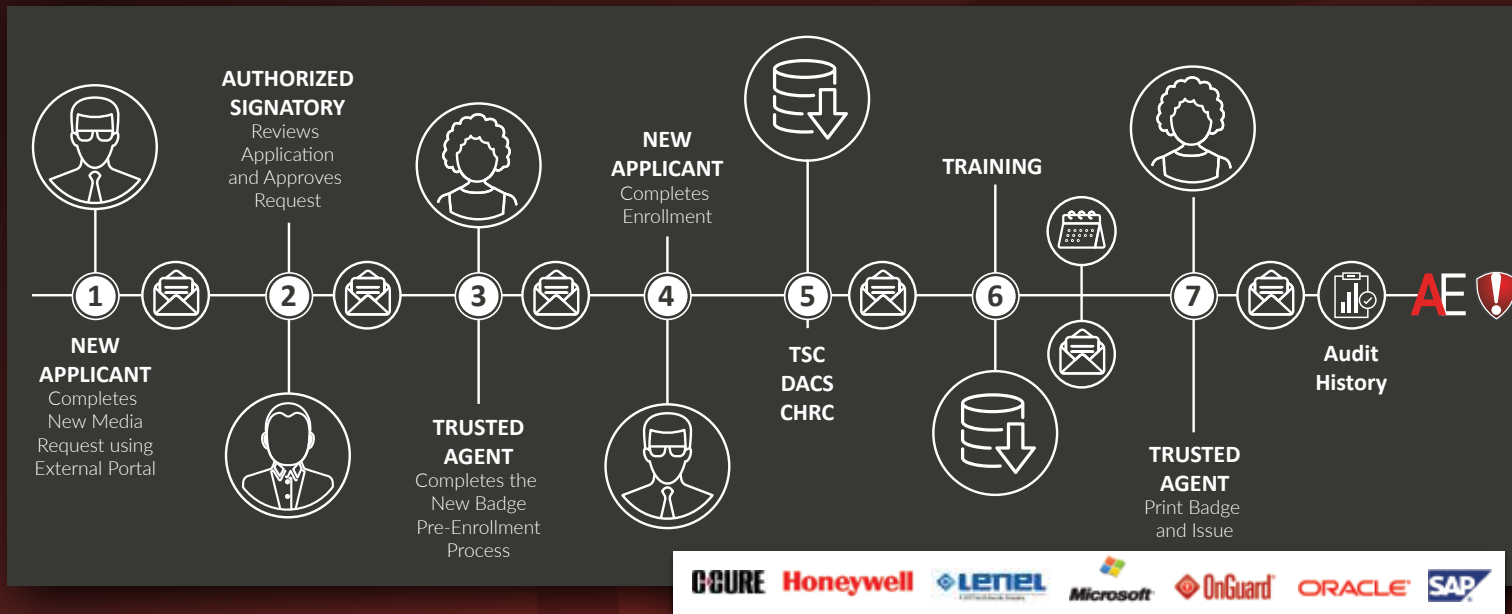 1
NEW
APPLICANT
Completes
New Media
Request using
External Portal
AUTHORIZED
SIGNATORY
Reviews
Application
and Approves
Request
2
3
TRUSTED
AGENT
Completes the
New Badge
Pre-Enrollment
Process
NEW
APPLICANT
Completes
Enrollment
4
5
TSC
DACS
CHRC
TRAINING
6
7
TRUSTED
AGENT
Print Badge
and Issue
Audit
History
AE
C•CURE
Honeywell
LENEL
Microsoft
OnGuard
ORACLE
SAP